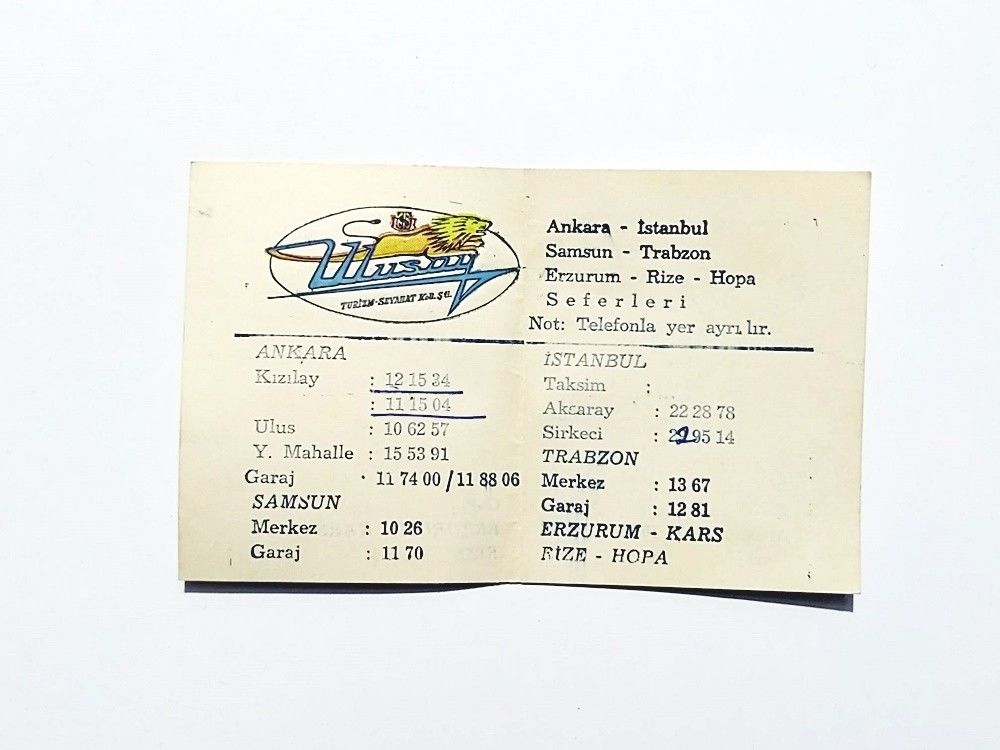 Ulusoy
TURİZM-SEYAHAT Koll. Şti.
Ankara - İstanbul
Samsun - Trabzon
Erzurum - Rize - Hopa
Seferleri
Not: Telefonla yer ayrılır.
ANKARA
Kızılay : 12 15 34
: 11 15 04
Ulus : 10 62 57
Y. Mahalle : 15 53 91
Garaj : 11 74 00 / 11 88 06
SAMSUN
Merkez : 10 26
Garaj : 11 70
İSTANBUL
Taksim :
Aksaray : 22 28 78
Sirkeci : 22 95 14
TRABZON
Merkez : 13 67
Garaj : 12 81
ERZURUM - KARS
RİZE - HOPA